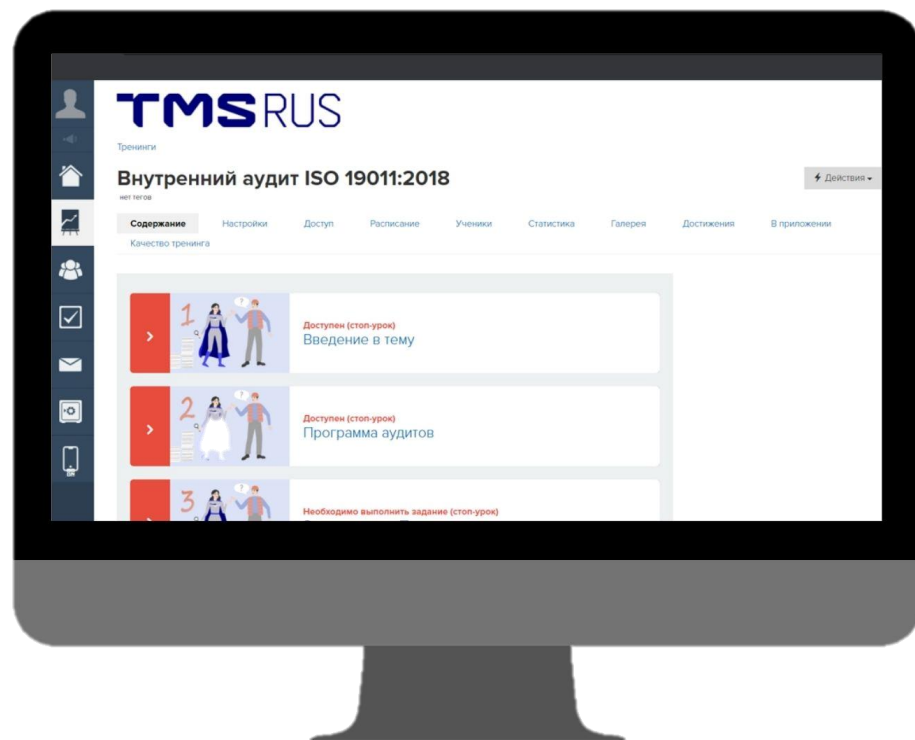 TMS RUS
Тренинги
Внутренний аудит ISO 19011:2018
нет тегов
Действия
Содержание Настройки Доступ Расписание Ученики Статистика Галерея Достижения В приложении
Качество тренинга
1
Доступен (стоп-урок)
Введение в тему
2
Доступен (стоп-урок)
Программа аудитов
3
Необходимо выполнить задание (стоп-урок)